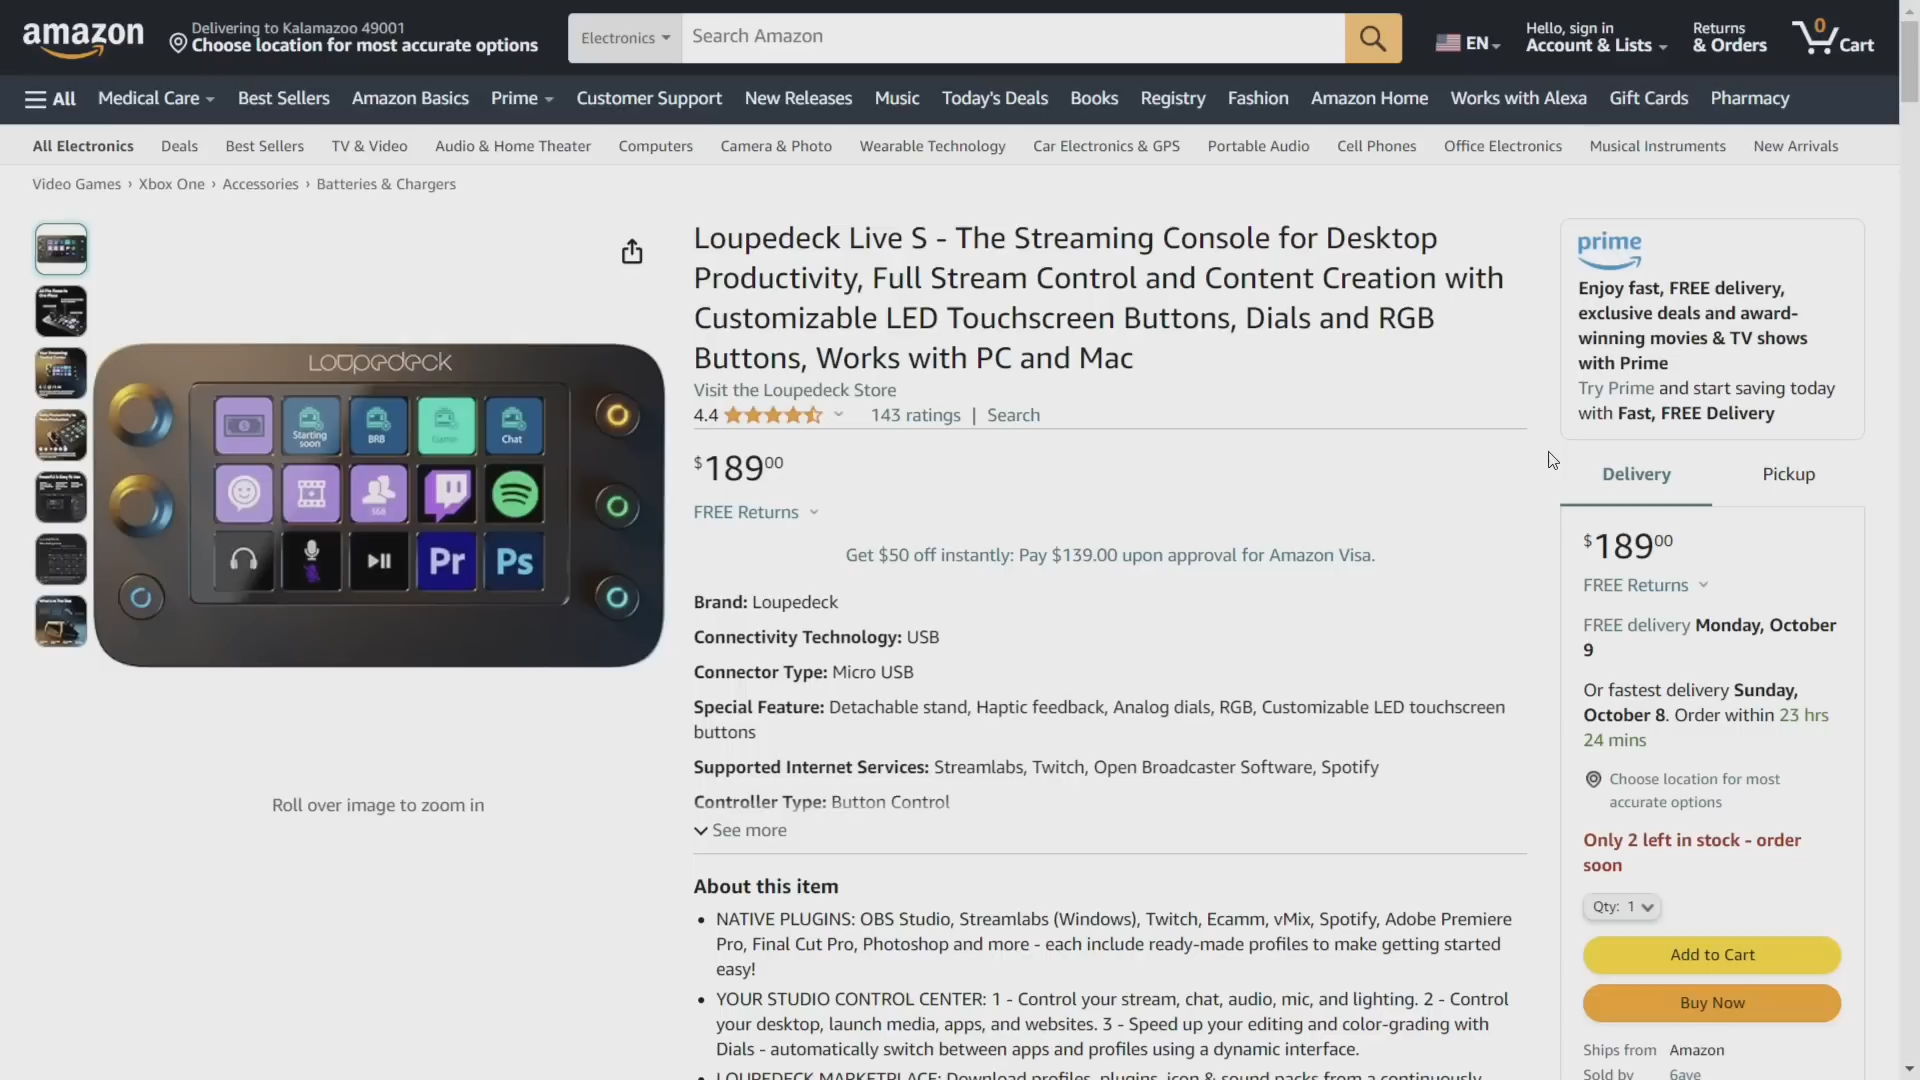 amazon
Delivering to Kalamazoo 49001
Choose location for most accurate options
Electronics
Search Amazon
EN
Hello, sign in
Account & Lists
Returns
& Orders
0
Cart
All
Medical Care
Best Sellers
Amazon Basics
Prime
Customer Support
New Releases
Music
Today's Deals
Books
Registry
Fashion
Amazon Home
Works with Alexa
Gift Cards
Pharmacy
All Electronics
Deals
Best Sellers
TV & Video
Audio & Home Theater
Computers
Camera & Photo
Wearable Technology
Car Electronics & GPS
Portable Audio
Cell Phones
Office Electronics
Musical Instruments
New Arrivals
Video Games › Xbox One › Accessories › Batteries & Chargers
Loupedeck
Starting soon
BRB
Chat
Pr
Ps
Roll over image to zoom in
Loupedeck Live S - The Streaming Console for Desktop
Productivity, Full Stream Control and Content Creation with
Customizable LED Touchscreen Buttons, Dials and RGB
Buttons, Works with PC and Mac
Visit the Loupedeck Store
4.4
143 ratings | Search
$18900
FREE Returns
Get $50 off instantly: Pay $139.00 upon approval for Amazon Visa.
Brand: Loupedeck
Connectivity Technology: USB
Connector Type: Micro USB
Special Feature: Detachable stand, Haptic feedback, Analog dials, RGB, Customizable LED touchscreen
buttons
Supported Internet Services: Streamlabs, Twitch, Open Broadcaster Software, Spotify
Controller Type: Button Control
See more
About this item
• NATIVE PLUGINS: OBS Studio, Streamlabs (Windows), Twitch, Ecamm, vMix, Spotify, Adobe Premiere
Pro, Final Cut Pro, Photoshop and more - each include ready-made profiles to make getting started
easy!
• YOUR STUDIO CONTROL CENTER: 1 - Control your stream, chat, audio, mic, and lighting. 2 - Control
your desktop, launch media, apps, and websites. 3 - Speed up your editing and color-grading with
Dials - automatically switch between apps and profiles using a dynamic interface.
• LOUPEDECK MARKETPLACE: Download profiles, plugins, icon & sound packs from a continuously
prime
Enjoy fast, FREE delivery,
exclusive deals and award-
winning movies & TV shows
with Prime
Try Prime and start saving today
with Fast, FREE Delivery
Delivery
Pickup
$18900
FREE Returns
FREE delivery Monday, October
9
Or fastest delivery Sunday,
October 8. Order within 23 hrs
24 mins
Choose location for most
accurate options
Only 2 left in stock - order
soon
Qty: 1
Add to Cart
Buy Now
Ships from Amazon
Sold by 6ave